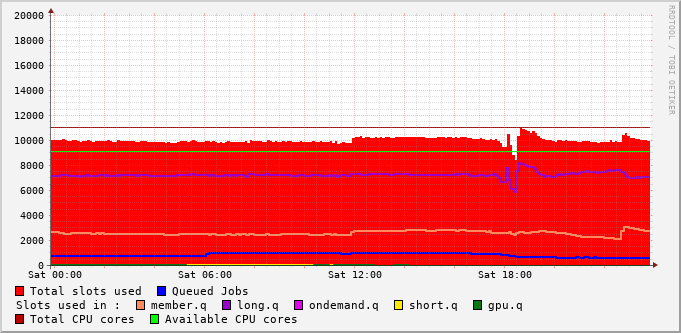 20000
18000
16000
14000
12000
10000
8000
6000
4000
2000
0
Sat 00:00 Sat 06:00 Sat 12:00 Sat 18:00
Total slots used Queued Jobs
Slots used in : member.q long.q ondemand.q short.q gpu.q
Total CPU cores Available CPU cores
RRDTOOL / TOBI OETIKER